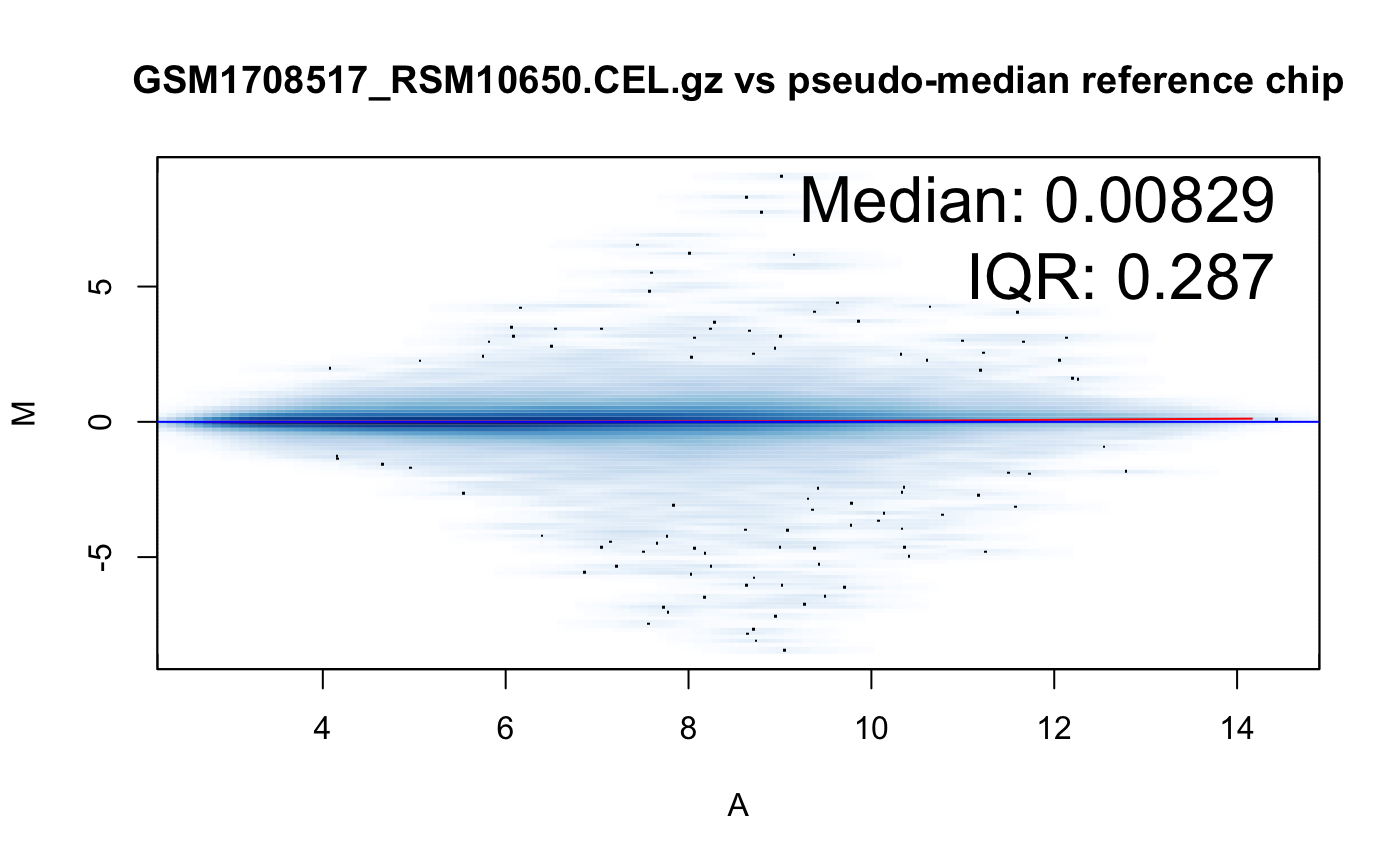 GSM1708517_RSM10650.CEL.gz vs pseudo-median reference chip
Median: 0.00829
IQR: 0.287
M
5
0
-5
4 6 8 10 12 14
A